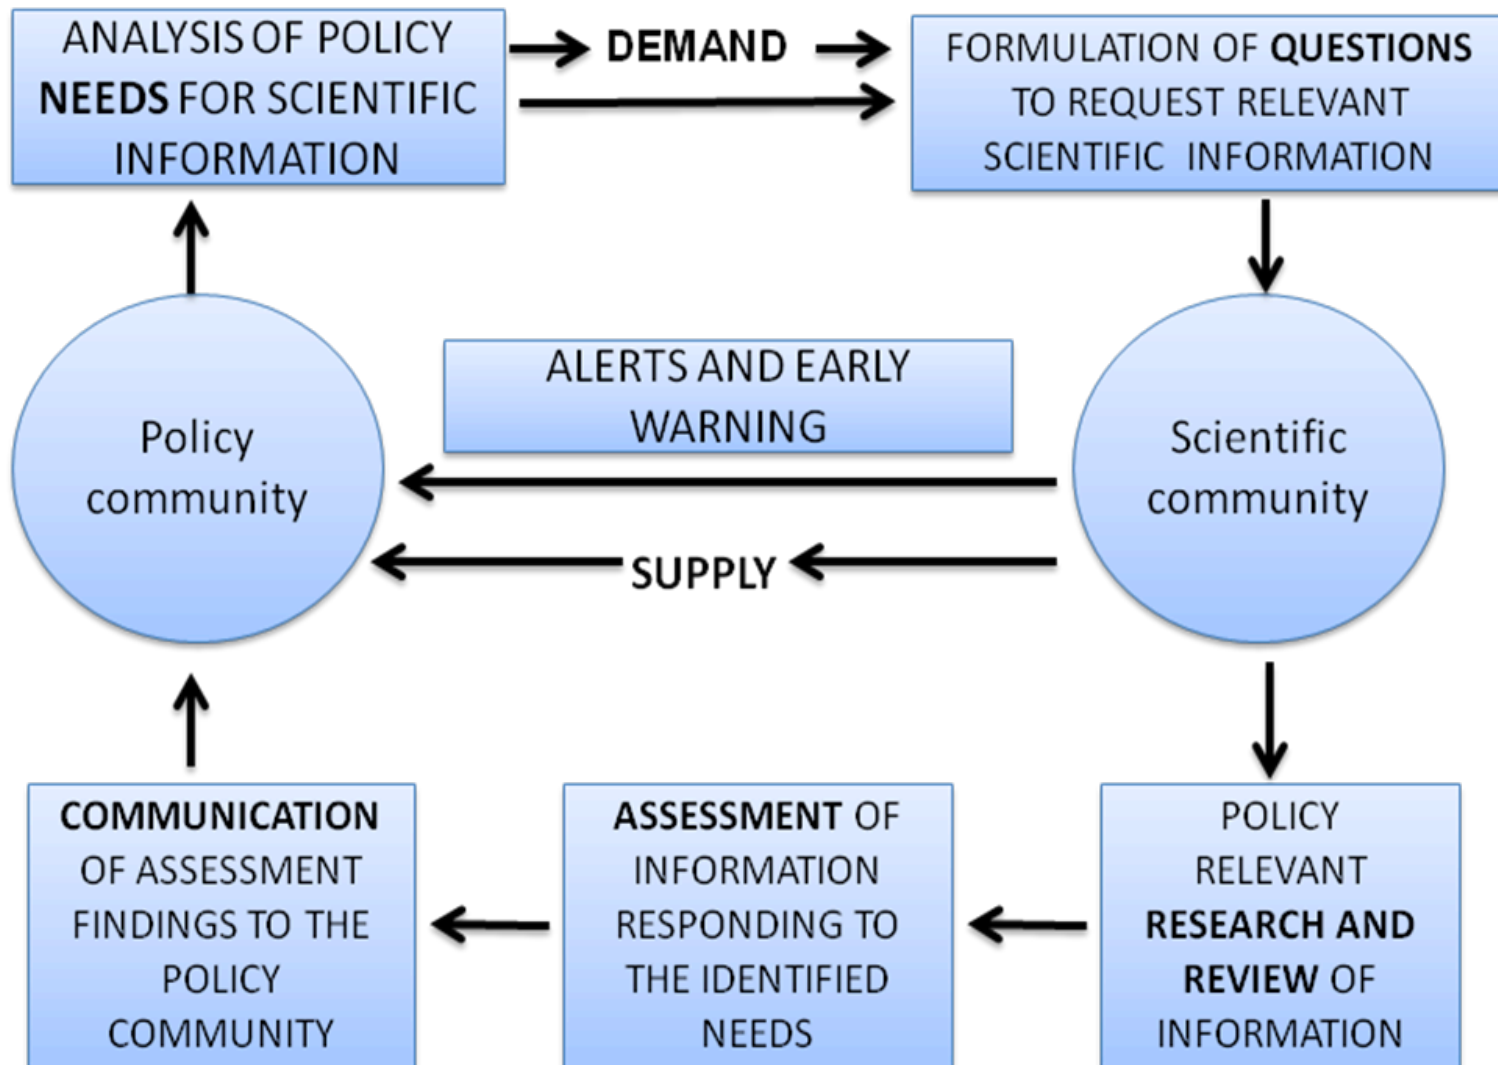 ANALYSIS OF POLICY
NEEDS FOR SCIENTIFIC
INFORMATION
DEMAND
FORMULATION OF QUESTIONS
TO REQUEST RELEVANT
SCIENTIFIC INFORMATION
Policy
community
ALERTS AND EARLY
WARNING
SUPPLY
Scientific
community
COMMUNICATION
OF ASSESSMENT
FINDINGS TO THE
POLICY
COMMUNITY
ASSESSMENT OF
INFORMATION
RESPONDING TO
THE IDENTIFIED
NEEDS
POLICY
RELEVANT
RESEARCH AND
REVIEW OF
INFORMATION